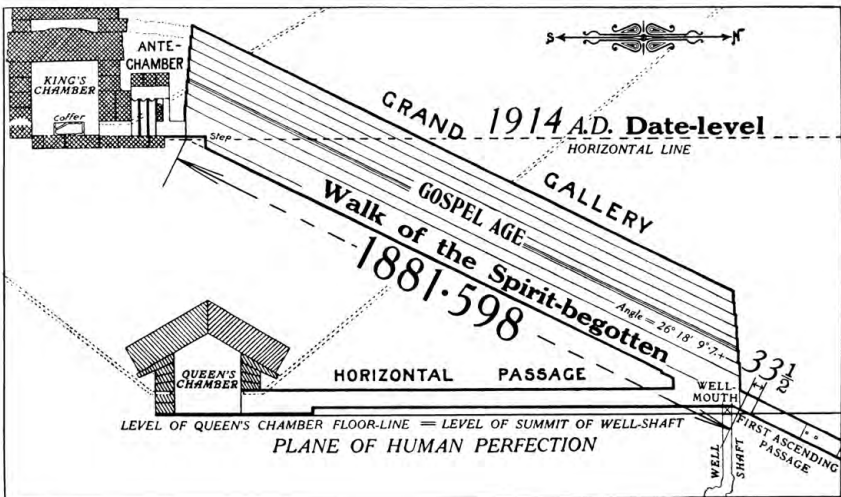 S N
ANTE-
CHAMBER
KING'S
CHAMBER
Coffer
Step
GRAND GALLERY
1914 A.D. Date-level
HORIZONTAL LINE
GOSPEL AGE
Walk of the Spirit-begotten
1881·598
Angle = 26° 18′ 9″·7.+
33½
QUEEN'S
CHAMBER
HORIZONTAL PASSAGE
WELL-
MOUTH
LEVEL OF QUEEN'S CHAMBER FLOOR-LINE = LEVEL OF SUMMIT OF WELL-SHAFT
PLANE OF HUMAN PERFECTION
FIRST ASCENDING
PASSAGE
WELL
SHAFT